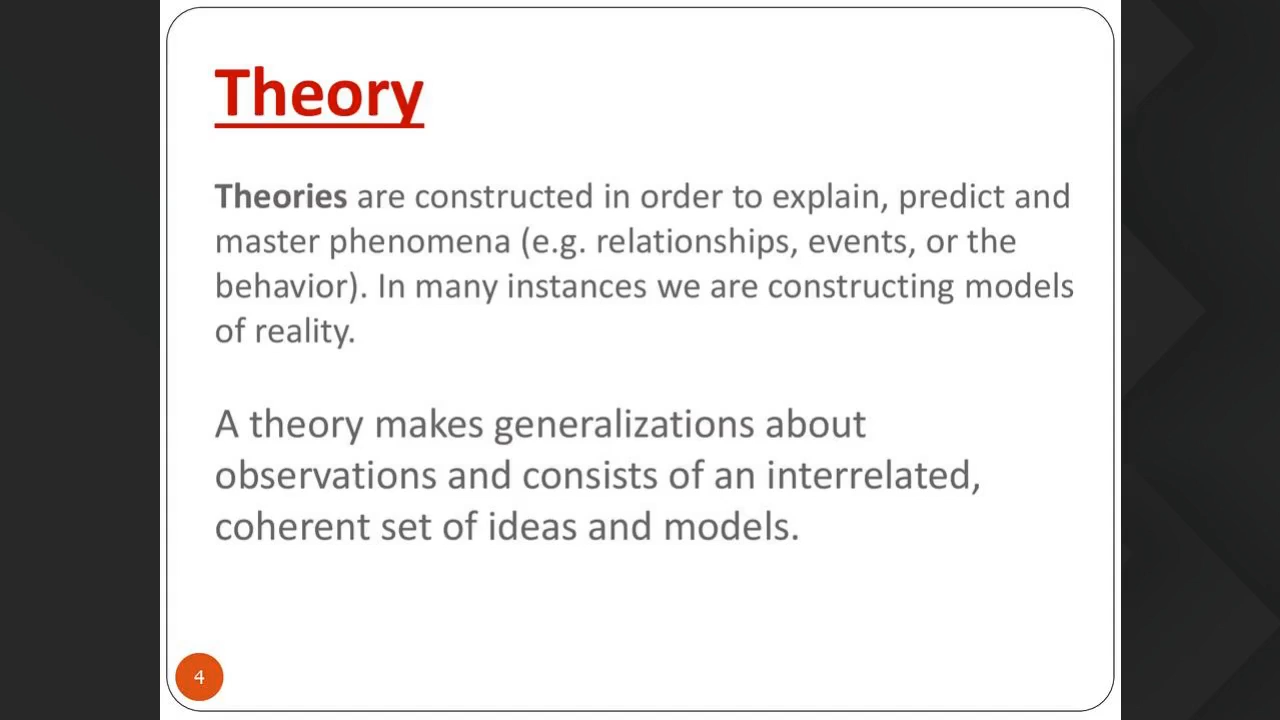 Theory
Theories are constructed in order to explain, predict and
master phenomena (e.g. relationships, events, or the
behavior). In many instances we are constructing models
of reality.
A theory makes generalizations about
observations and consists of an interrelated,
coherent set of ideas and models.
4